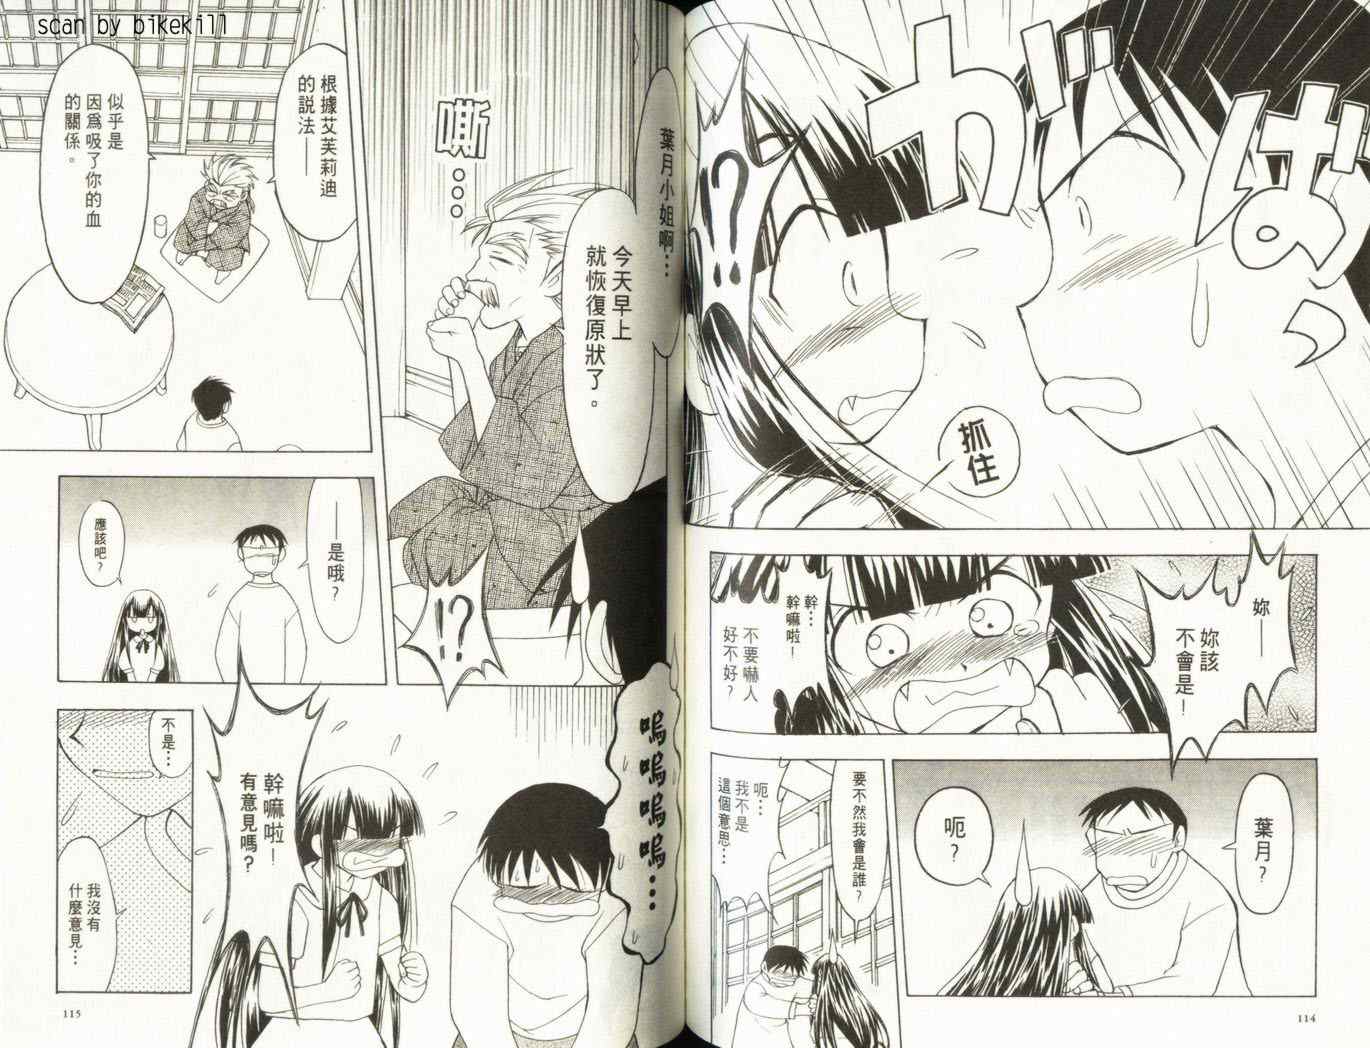 scan by bikekill
ガ
ばっ
!?
抓住
妳——
妳該
不會是！
幹…
幹嘛啦！
不要嚇人
好不好？
葉月？
呃？
要不然我會是誰？
呃…
我不是
這個意思…
114
葉月小姐啊…
今天早上
就恢復原狀了。
嘶…
…
根據艾芙莉迪
的説法——
似乎是
因為吸了你的血
的關係。
!?
——是哦？
應該吧？
嗚嗚嗚嗚…
幹嘛啦！
有意見嗎？
不是…
我沒有
什麼意見…
115